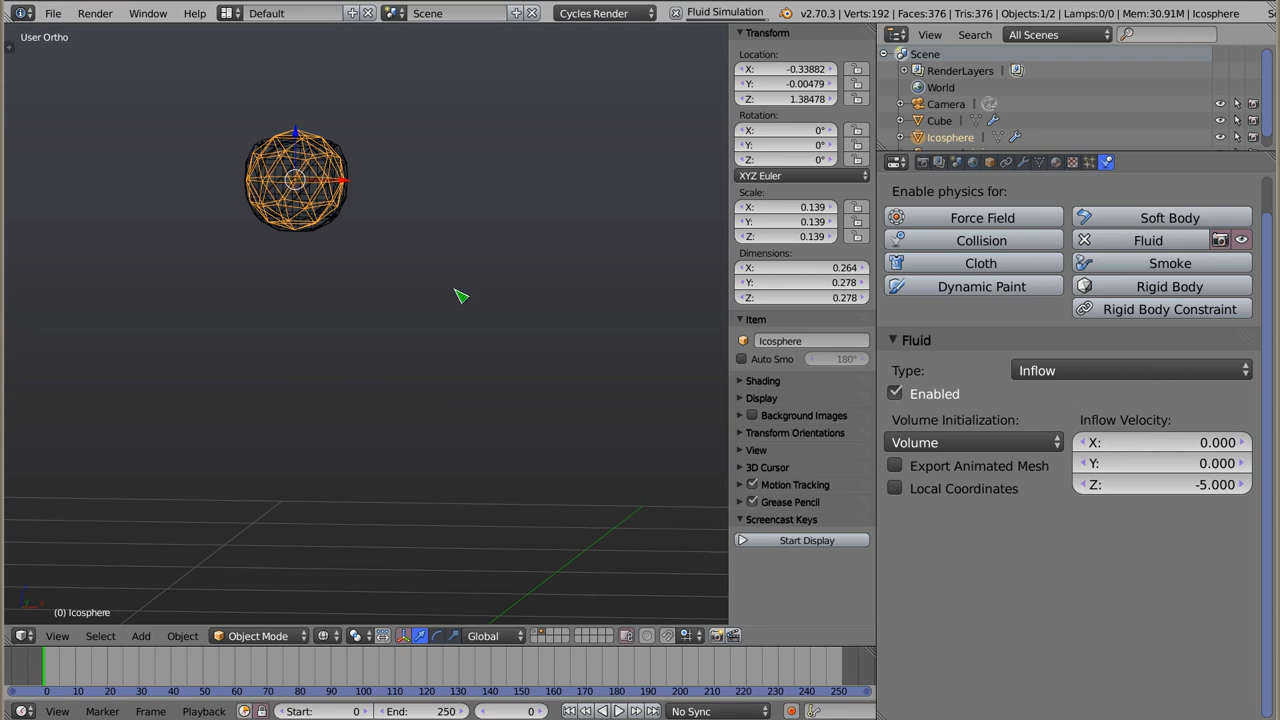 File Render Window Help Default Scene Cycles Render Fluid Simulation v2.70.3 | Verts:192 | Faces:376 | Tris:376 | Objects:1/2 | Lamps:0/0 | Mem:30.91M | Icosphere
User Ortho
Transform
Location:
X: -0.33882
Y: -0.00479
Z: 1.38478
Rotation:
X: 0°
Y: 0°
Z: 0°
XYZ Euler
Scale:
X: 0.139
Y: 0.139
Z: 0.139
Dimensions:
X: 0.264
Y: 0.278
Z: 0.278
Item
Icosphere
Auto Smo 180°
Shading
Display
Background Images
Transform Orientations
View
3D Cursor
Motion Tracking
Grease Pencil
Screencast Keys
Start Display
View Search All Scenes
Scene
RenderLayers
World
Camera
Cube
Icosphere
Enable physics for:
Force Field Soft Body
Collision Fluid
Cloth Smoke
Dynamic Paint Rigid Body
Rigid Body Constraint
Fluid
Type: Inflow
Enabled
Volume Initialization: Inflow Velocity:
Volume X: 0.000
Export Animated Mesh Y: 0.000
Local Coordinates Z: -5.000
(0) Icosphere
View Select Add Object Object Mode Global
0 10 20 30 40 50 60 70 80 90 100 110 120 130 140 150 160 170 180 190 200 210 220 230 240 250
View Marker Frame Playback Start: 0 End: 250 0 No Sync